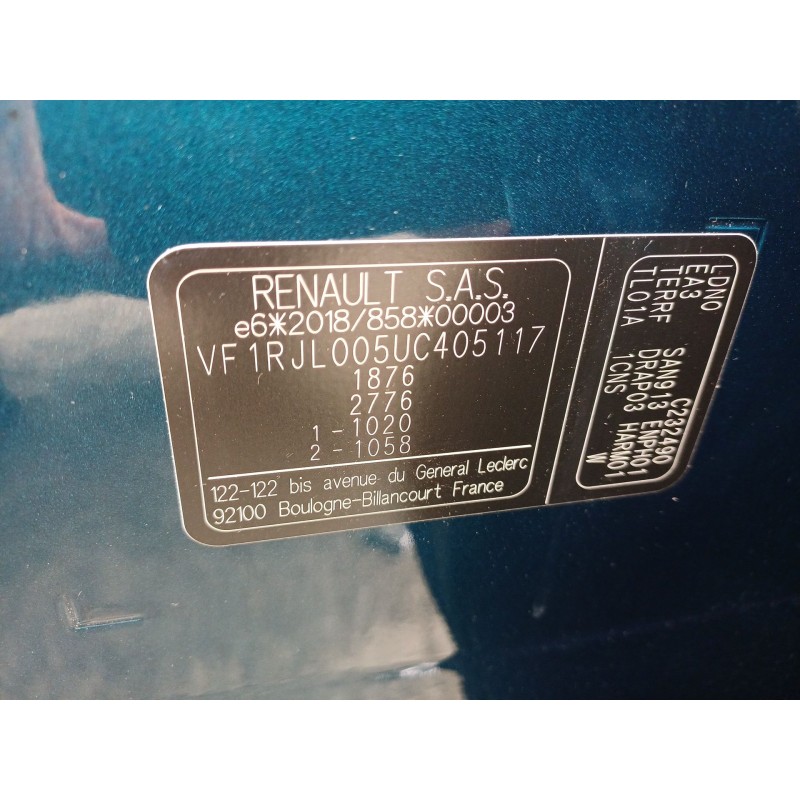 RENAULT S.A.S.
e6*2018/858*00003
VF1RJL005UC405117
1876
2776
1-1020
2-1058
122-122 bis avenue du General Leclerc
92100 Boulogne-Billancourt France
LDNO C232490
EA3 SAN913 ENPH01
TERRF DRAP03 HARM01
TL01A 1CNS W